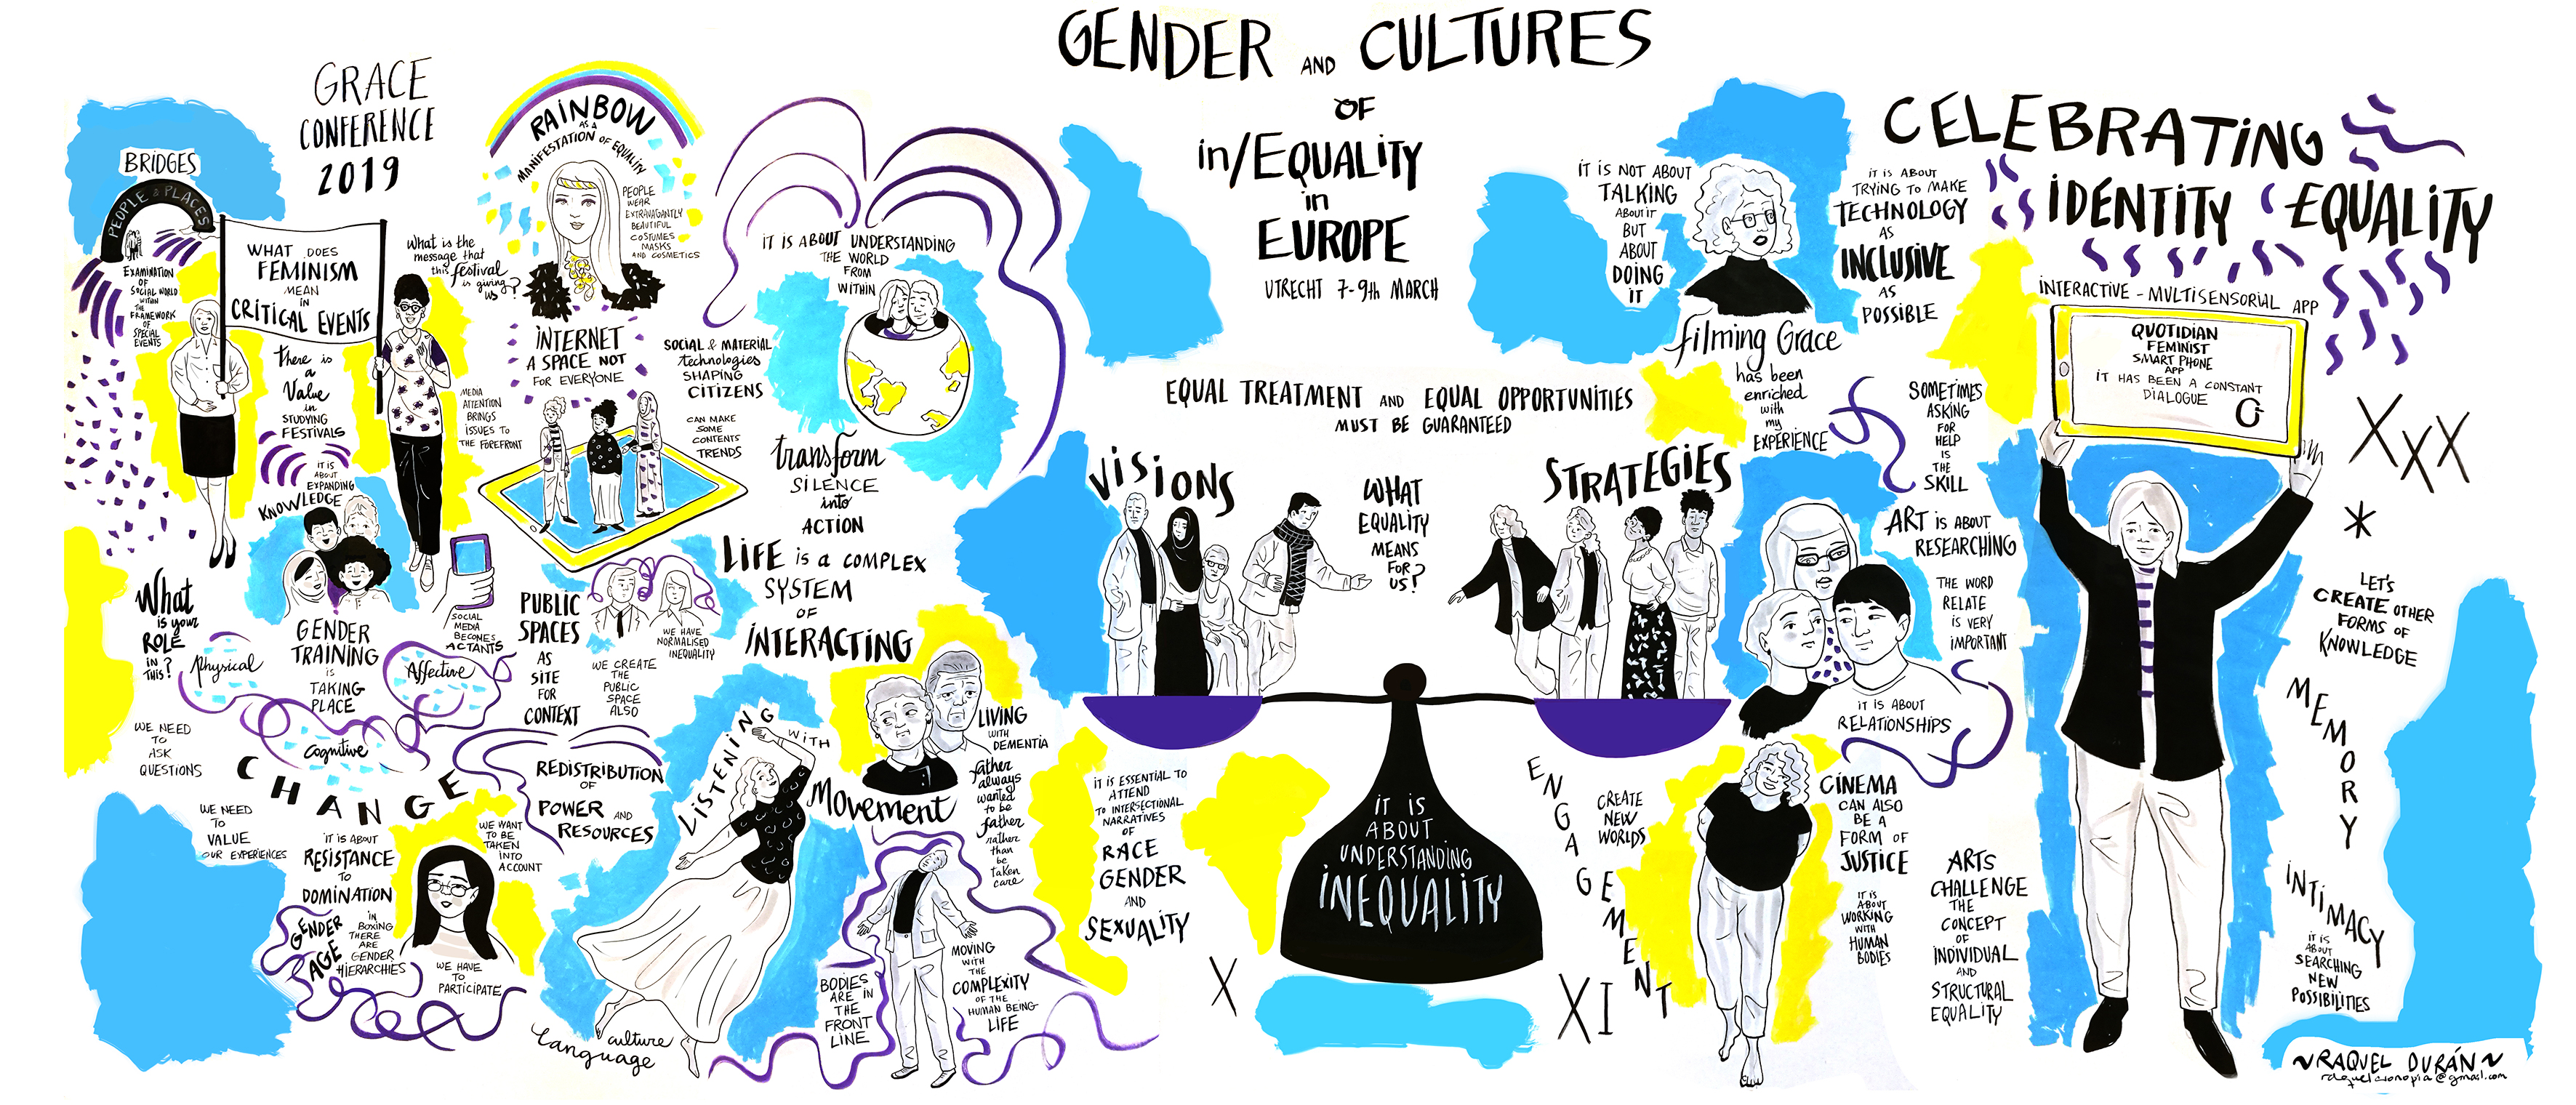 GRACE
CONFERENCE
2019
GENDER AND CULTURES
OF
in/EQUALITY
in
EUROPE
UTRECHT 7-9th MARCH
BRIDGES
PEOPLE & PLACES
EXAMINATION
OF
SOCIAL WORLD
WITHIN
THE
FRAMEWORK
OF
SPECIAL
EVENTS
WHAT DOES
FEMINISM
MEAN
IN
CRITICAL EVENTS
What is the
message that
this festival
is giving
us?
There is
a
Value
in
STUDYING
FESTIVALS
IT IS
ABOUT
EXPANDING
KNOWLEDGE
RAINBOW
AS A
MANIFESTATION OF EQUALITY
PEOPLE
WEAR
EXTRAVAGANTLY
BEAUTIFUL
COSTUMES
MASKS
AND COSMETICS
INTERNET
A SPACE NOT
FOR EVERYONE
MEDIA
ATTENTION
BRINGS
ISSUES TO
THE FOREFRONT
SOCIAL & MATERIAL
technologies
SHAPING
CITIZENS
CAN MAKE
SOME
CONTENTS
TRENDS
IT IS ABOUT UNDERSTANDING
THE WORLD
FROM
WITHIN
transform
SILENCE
into
ACTION
LIFE is a COMPLEX
SYSTEM
OF
INTERACTING
What
is your
ROLE
in
this?
Physical
GENDER
TRAINING
is
TAKING
PLACE
Affective
Cognitive
SOCIAL
MEDIA
BECOMES
ACTANTS
PUBLIC
SPACES
AS
SITE
FOR
CONTEXT
WE HAVE
NORMALISED
INEQUALITY
WE CREATE
THE
PUBLIC
SPACE
ALSO
WE NEED
TO
ASK
QUESTIONS
CHANGE
WE NEED
TO
VALUE
OUR EXPERIENCES
IT IS ABOUT
RESISTANCE
TO
DOMINATION
GENDER
AGE
IN
BOXING
THERE
ARE
GENDER
HIERARCHIES
WE WANT
TO BE
TAKEN
INTO
ACCOUNT
WE HAVE
TO
PARTICIPATE
REDISTRIBUTION
OF
POWER AND
RESOURCES
LISTENING
WITH
Movement
culture
Language
LIVING
WITH
DEMENTIA
father
always
wanted
to be
father
rather
than
be
taken
care
BODIES
ARE IN
THE
FRONT
LINE
MOVING
WITH
THE
COMPLEXITY
OF THE
HUMAN BEING
LIFE
EQUAL TREATMENT AND EQUAL OPPORTUNITIES
MUST BE GUARANTEED
VISIONS
WHAT
EQUALITY
MEANS
FOR
US?
STRATEGIES
IT IS ESSENTIAL TO
ATTEND
TO INTERSECTIONAL
NARRATIVES
OF
RACE
GENDER
AND
SEXUALITY
X
IT IS
ABOUT
UNDERSTANDING
INEQUALITY
XI
ENGAGEMENT
CREATE
NEW
WORLDS
IT IS NOT ABOUT
TALKING
ABOUT IT
BUT
ABOUT
DOING
IT
IT IS ABOUT
TRYING TO MAKE
TECHNOLOGY
AS
INCLUSIVE
AS
POSSIBLE
filming Grace
has been
enriched
with
my
EXPERIENCE
SOMETIMES
ASKING
FOR
HELP
IS
THE
SKILL
ART IS ABOUT
RESEARCHING
THE WORD
RELATE
IS VERY
IMPORTANT
IT IS ABOUT
RELATIONSHIPS
CINEMA
CAN ALSO
BE A
FORM OF
JUSTICE
IT IS
ABOUT
WORKING
WITH
HUMAN
BODIES
ARTS
CHALLENGE
THE
CONCEPT
OF
INDIVIDUAL
AND
STRUCTURAL
EQUALITY
CELEBRATING
IDENTITY EQUALITY
INTERACTIVE - MULTISENSORIAL APP
QUOTIDIAN
FEMINIST
SMART PHONE
APP
IT HAS BEEN A CONSTANT
DIALOGUE
XXX
LET'S
CREATE OTHER
FORMS OF
KNOWLEDGE
MEMORY
INTIMACY
IT IS
ABOUT
SEARCHING
NEW
POSSIBILITIES
~RAQUEL DURÁN~